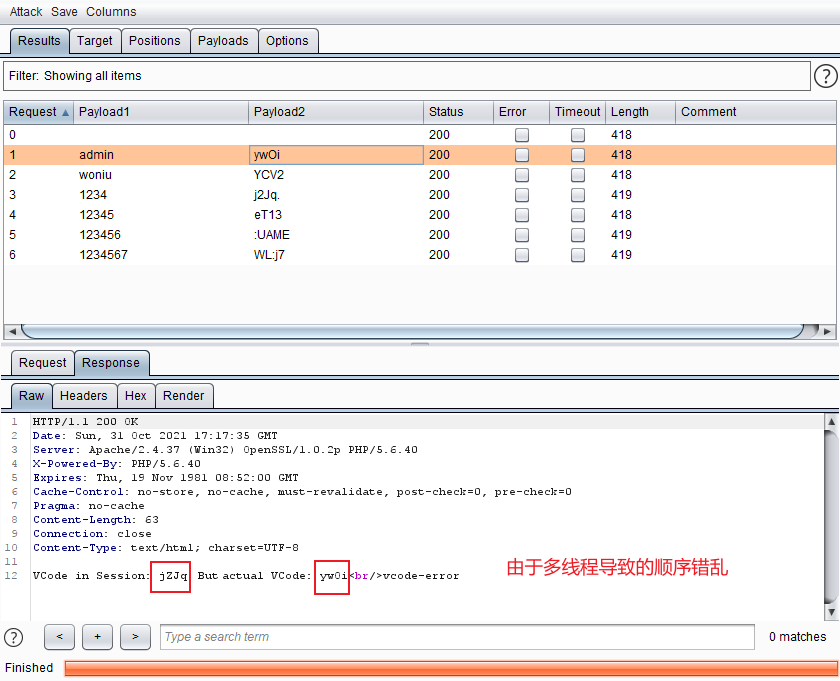 Attack Save Columns
Results Target Positions Payloads Options
Filter: Showing all items
?
Request Payload1 Payload2 Status Error Timeout Length Comment
0 200 418
1 admin ywOi 200 418
2 woniu YCV2 200 418
3 1234 j2Jq. 200 419
4 12345 eT13 200 418
5 123456 :UAME 200 419
6 1234567 WL:j7 200 419
Request Response
Raw Headers Hex Render
1 HTTP/1.1 200 OK
2 Date: Sun, 31 Oct 2021 17:17:35 GMT
3 Server: Apache/2.4.37 (Win32) OpenSSL/1.0.2p PHP/5.6.40
4 X-Powered-By: PHP/5.6.40
5 Expires: Thu, 19 Nov 1981 08:52:00 GMT
6 Cache-Control: no-store, no-cache, must-revalidate, post-check=0, pre-check=0
7 Pragma: no-cache
8 Content-Length: 63
9 Connection: close
10 Content-Type: text/html; charset=UTF-8
11
12 VCode in Session: jZJq But actual VCode: ywOi<br/>vcode-error
由于多线程导致的顺序错乱
? < + > Type a search term 0 matches
Finished